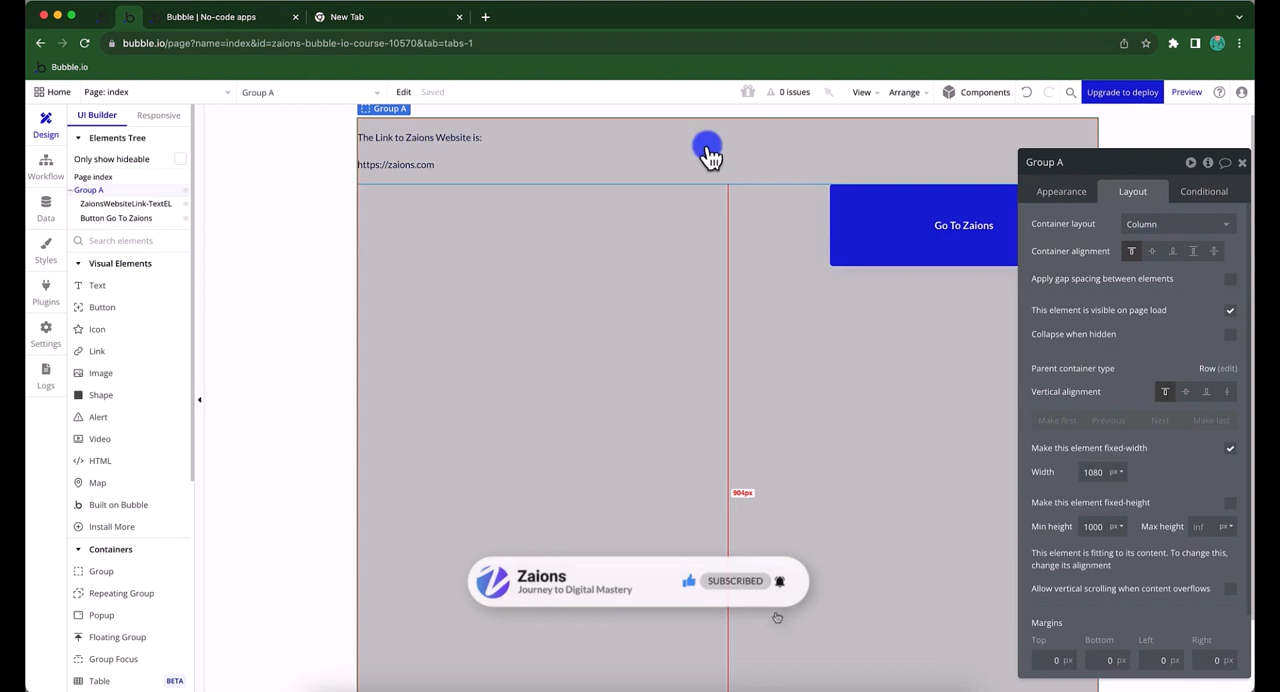 Bubble | No-code apps
New Tab
bubble.io/page?name=index&id=zaions-bubble-io-course-10570&tab=tabs-1
Bubble.io
Home
Page: index
Group A
Edit
Saved
0 issues
View
Arrange
Components
Upgrade to deploy
Preview
Design
Workflow
Data
Styles
Plugins
Settings
Logs
UI Builder
Responsive
Elements Tree
Only show hideable
Page index
Group A
ZaionsWebsiteLink-TextEL
Button Go To Zaions
Search elements
Visual Elements
Text
Button
Icon
Link
Image
Shape
Alert
Video
HTML
Map
Built on Bubble
Install More
Containers
Group
Repeating Group
Popup
Floating Group
Group Focus
Table BETA
Group A
The Link to Zaions Website is:
https://zaions.com
Go To Zaions
904px
Zaions
Journey to Digital Mastery
SUBSCRIBED
Group A
Appearance
Layout
Conditional
Container layout
Column
Container alignment
Apply gap spacing between elements
This element is visible on page load
Collapse when hidden
Parent container type
Row (edit)
Vertical alignment
Make first
Previous
Next
Make last
Make this element fixed-width
Width
1080 px
Make this element fixed-height
Min height 1000 px
Max height inf px
This element is fitting to its content. To change this,
change its alignment
Allow vertical scrolling when content overflows
Margins
Top
Bottom
Left
Right
0 px
0 px
0 px
0 px